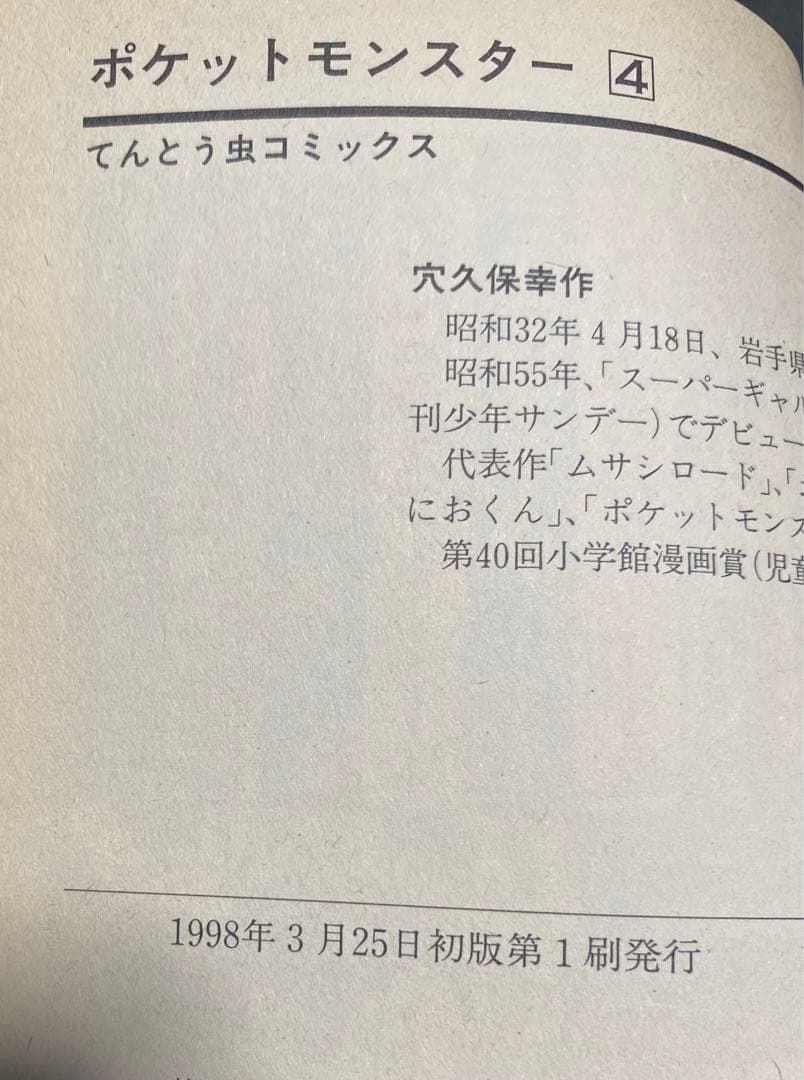 ポケットモンスター 4
てんとう虫コミックス
穴久保幸作
昭和32年4月18日、岩手県
昭和55年、「スーパーギャル
刊少年サンデー)でデビュー
代表作「ムサシロード」、「
におくん」、「ポケットモンス
第40回小学館漫画賞(児童
1998年3月25日初版第1刷発行